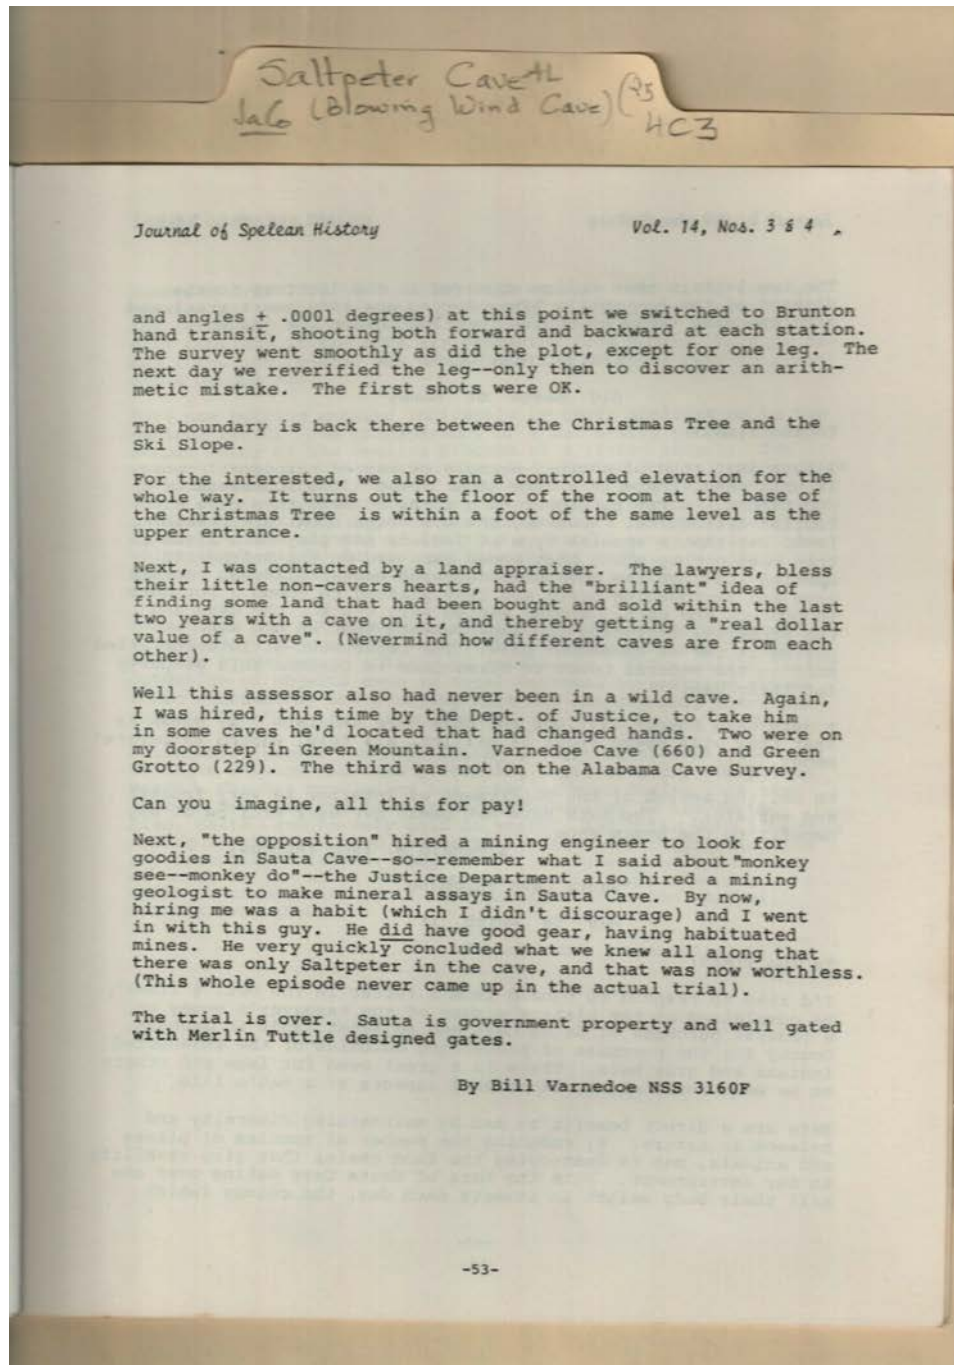 Saltpeter Cave AL
JaCo (Blowing Wind Cave) (
4C3
Journal of Spelean History
Vol. 14, Nos. 3 & 4
and angles + .0001 degrees) at this point we switched to Brunton
hand transit, shooting both forward and backward at each station.
The survey went smoothly as did the plot, except for one leg.  The
next day we reverified the leg--only then to discover an arith-
metic mistake.  The first shots were OK.
The boundary is back there between the Christmas Tree and the
Ski Slope.
For the interested, we also ran a controlled elevation for the
whole way.  It turns out the floor of the room at the base of
the Christmas Tree  is within a foot of the same level as the
upper entrance.
Next, I was contacted by a land appraiser.  The lawyers, bless
their little non-cavers hearts, had the "brilliant" idea of
finding some land that had been bought and sold within the last
two years with a cave on it, and thereby getting a "real dollar
value of a cave". (Nevermind how different caves are from each
other).
Well this assessor also had never been in a wild cave.  Again,
I was hired, this time by the Dept. of Justice, to take him
in some caves he'd located that had changed hands.  Two were on
my doorstep in Green Mountain.  Varnedoe Cave (660) and Green
Grotto (229).  The third was not on the Alabama Cave Survey.
Can you  imagine, all this for pay!
Next, "the opposition" hired a mining engineer to look for
goodies in Sauta Cave--so--remember what I said about "monkey
see--monkey do"--the Justice Department also hired a mining
geologist to make mineral assays in Sauta Cave.  By now,
hiring me was a habit (which I didn't discourage) and I went
in with this guy.  He did have good gear, having habituated
mines.  He very quickly concluded what we knew all along that
there was only Saltpeter in the cave, and that was now worthless.
(This whole episode never came up in the actual trial).
The trial is over.  Sauta is government property and well gated
with Merlin Tuttle designed gates.
By Bill Varnedoe NSS 3160F
-53-